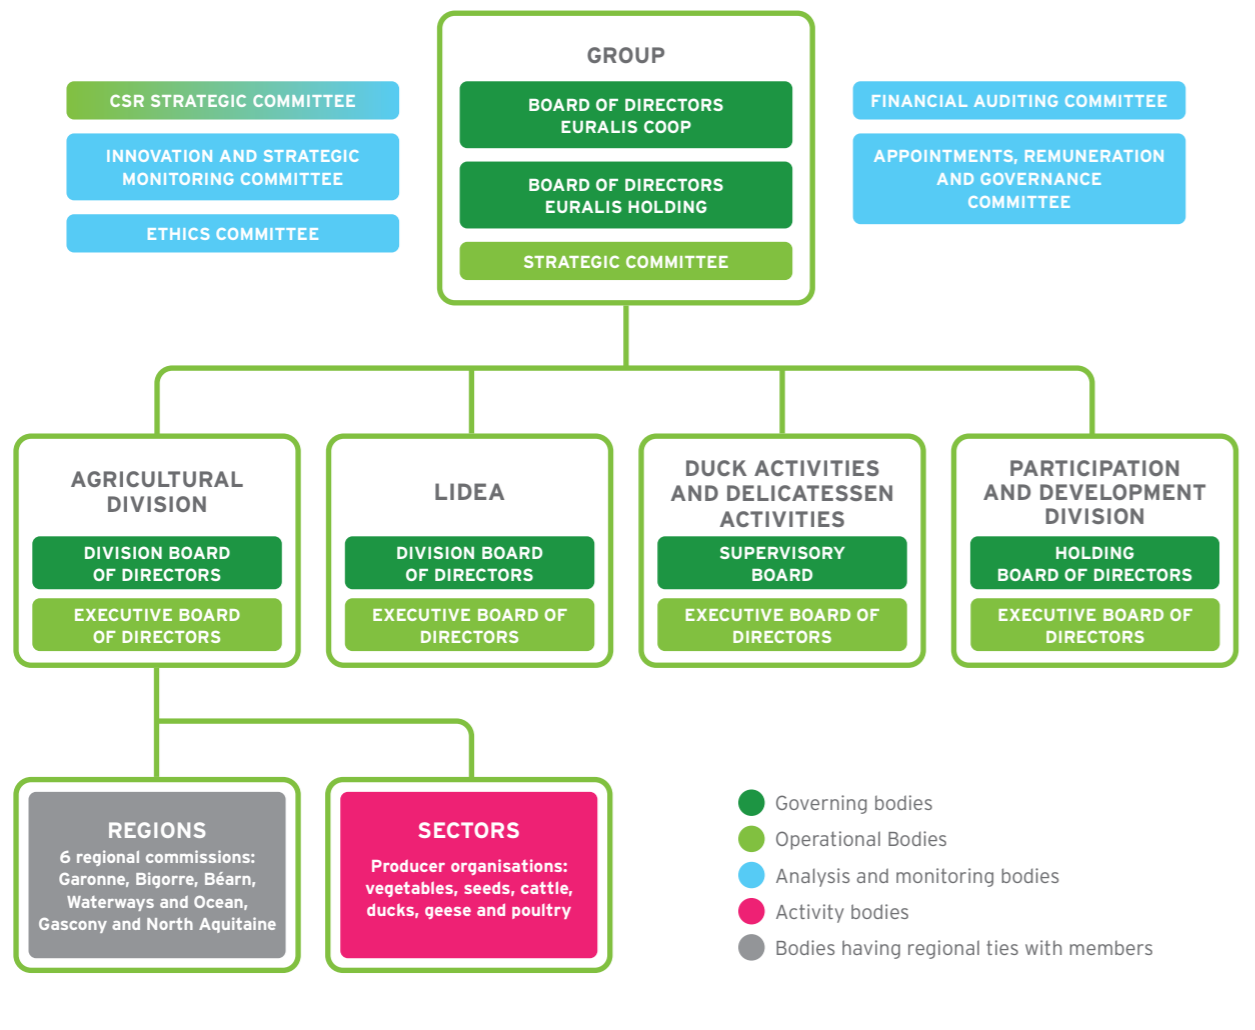 GROUP
BOARD OF DIRECTORS
EURALIS COOP
BOARD OF DIRECTORS
EURALIS HOLDING
STRATEGIC COMMITTEE
CSR STRATEGIC COMMITTEE
INNOVATION AND STRATEGIC
MONITORING COMMITTEE
ETHICS COMMITTEE
FINANCIAL AUDITING COMMITTEE
APPOINTMENTS, REMUNERATION
AND GOVERNANCE
COMMITTEE
AGRICULTURAL
DIVISION
DIVISION BOARD
OF DIRECTORS
EXECUTIVE BOARD
OF DIRECTORS
LIDEA
DIVISION BOARD
OF DIRECTORS
EXECUTIVE BOARD OF
DIRECTORS
DUCK ACTIVITIES
AND DELICATESSEN
ACTIVITIES
SUPERVISORY
BOARD
EXECUTIVE BOARD OF
DIRECTORS
PARTICIPATION
AND DEVELOPMENT
DIVISION
HOLDING
BOARD OF DIRECTORS
EXECUTIVE BOARD OF
DIRECTORS
REGIONS
6 regional commissions:
Garonne, Bigorre, Béarn,
Waterways and Ocean,
Gascony and North Aquitaine
SECTORS
Producer organisations:
vegetables, seeds, cattle,
ducks, geese and poultry
Governing bodies
Operational Bodies
Analysis and monitoring bodies
Activity bodies
Bodies having regional ties with members